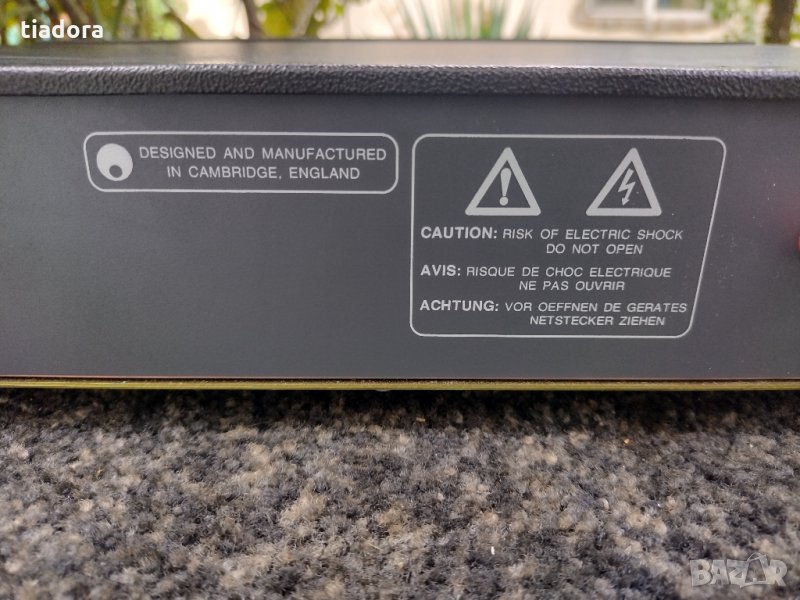 tiadora
DESIGNED AND MANUFACTURED
IN CAMBRIDGE, ENGLAND
CAUTION: RISK OF ELECTRIC SHOCK
DO NOT OPEN
AVIS: RISQUE DE CHOC ELECTRIQUE
NE PAS OUVRIR
ACHTUNG: VOR OEFFNEN DE GERATES
NETSTECKER ZIEHEN
BAZAR